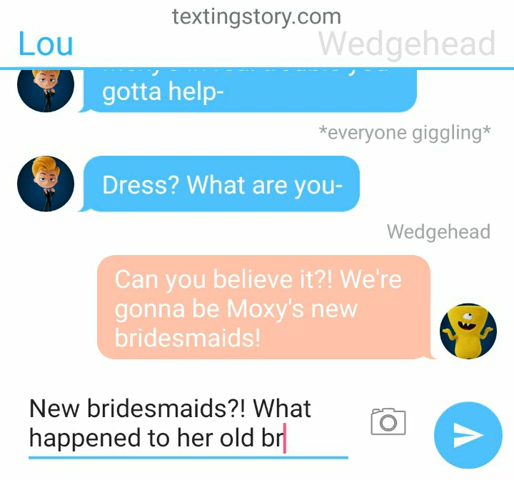 textingstory.com
Lou
Wedgehead
gotta help-
*everyone giggling*
Dress? What are you-
Wedgehead
Can you believe it?! We're
gonna be Moxy's new
bridesmaids!
New bridesmaids?! What
happened to her old br